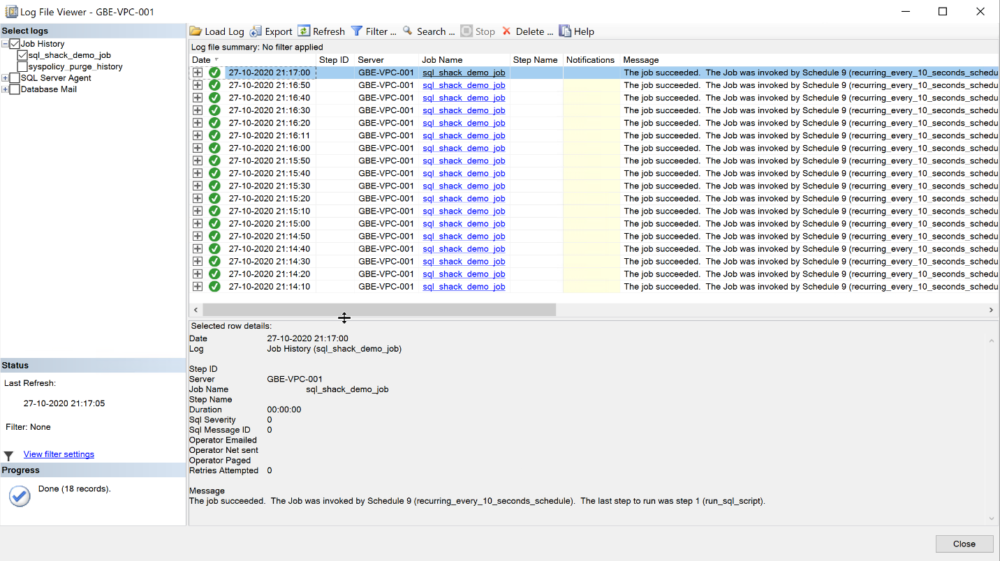 Log File Viewer - GBE-VPC-001
Select logs
Job History
sql_shack_demo_job
syspolicy_purge_history
SQL Server Agent
Database Mail
Status
Last Refresh:
27-10-2020 21:17:05
Filter: None
View filter settings
Progress
Done (18 records).
Load Log Export Refresh Filter ... Search ... Stop Delete ... Help
Log file summary: No filter applied
Date Step ID Server Job Name Step Name Notifications Message
27-10-2020 21:17:00 GBE-VPC-001 sql_shack_demo_job The job succeeded. The Job was invoked by Schedule 9 (recurring_every_10_seconds_schedu
27-10-2020 21:16:50 GBE-VPC-001 sql_shack_demo_job The job succeeded. The Job was invoked by Schedule 9 (recurring_every_10_seconds_schedu
27-10-2020 21:16:40 GBE-VPC-001 sql_shack_demo_job The job succeeded. The Job was invoked by Schedule 9 (recurring_every_10_seconds_schedu
27-10-2020 21:16:30 GBE-VPC-001 sql_shack_demo_job The job succeeded. The Job was invoked by Schedule 9 (recurring_every_10_seconds_schedu
27-10-2020 21:16:20 GBE-VPC-001 sql_shack_demo_job The job succeeded. The Job was invoked by Schedule 9 (recurring_every_10_seconds_schedu
27-10-2020 21:16:11 GBE-VPC-001 sql_shack_demo_job The job succeeded. The Job was invoked by Schedule 9 (recurring_every_10_seconds_schedu
27-10-2020 21:16:00 GBE-VPC-001 sql_shack_demo_job The job succeeded. The Job was invoked by Schedule 9 (recurring_every_10_seconds_schedu
27-10-2020 21:15:50 GBE-VPC-001 sql_shack_demo_job The job succeeded. The Job was invoked by Schedule 9 (recurring_every_10_seconds_schedu
27-10-2020 21:15:40 GBE-VPC-001 sql_shack_demo_job The job succeeded. The Job was invoked by Schedule 9 (recurring_every_10_seconds_schedu
27-10-2020 21:15:30 GBE-VPC-001 sql_shack_demo_job The job succeeded. The Job was invoked by Schedule 9 (recurring_every_10_seconds_schedu
27-10-2020 21:15:20 GBE-VPC-001 sql_shack_demo_job The job succeeded. The Job was invoked by Schedule 9 (recurring_every_10_seconds_schedu
27-10-2020 21:15:10 GBE-VPC-001 sql_shack_demo_job The job succeeded. The Job was invoked by Schedule 9 (recurring_every_10_seconds_schedu
27-10-2020 21:15:00 GBE-VPC-001 sql_shack_demo_job The job succeeded. The Job was invoked by Schedule 9 (recurring_every_10_seconds_schedu
27-10-2020 21:14:50 GBE-VPC-001 sql_shack_demo_job The job succeeded. The Job was invoked by Schedule 9 (recurring_every_10_seconds_schedu
27-10-2020 21:14:40 GBE-VPC-001 sql_shack_demo_job The job succeeded. The Job was invoked by Schedule 9 (recurring_every_10_seconds_schedu
27-10-2020 21:14:30 GBE-VPC-001 sql_shack_demo_job The job succeeded. The Job was invoked by Schedule 9 (recurring_every_10_seconds_schedu
27-10-2020 21:14:20 GBE-VPC-001 sql_shack_demo_job The job succeeded. The Job was invoked by Schedule 9 (recurring_every_10_seconds_schedu
27-10-2020 21:14:10 GBE-VPC-001 sql_shack_demo_job The job succeeded. The Job was invoked by Schedule 9 (recurring_every_10_seconds_schedu
Selected row details:
Date 27-10-2020 21:17:00
Log Job History (sql_shack_demo_job)
Step ID
Server GBE-VPC-001
Job Name sql_shack_demo_job
Step Name
Duration 00:00:00
Sql Severity 0
Sql Message ID 0
Operator Emailed
Operator Net sent
Operator Paged
Retries Attempted 0
Message
The job succeeded. The Job was invoked by Schedule 9 (recurring_every_10_seconds_schedule). The last step to run was step 1 (run_sql_script).
Close